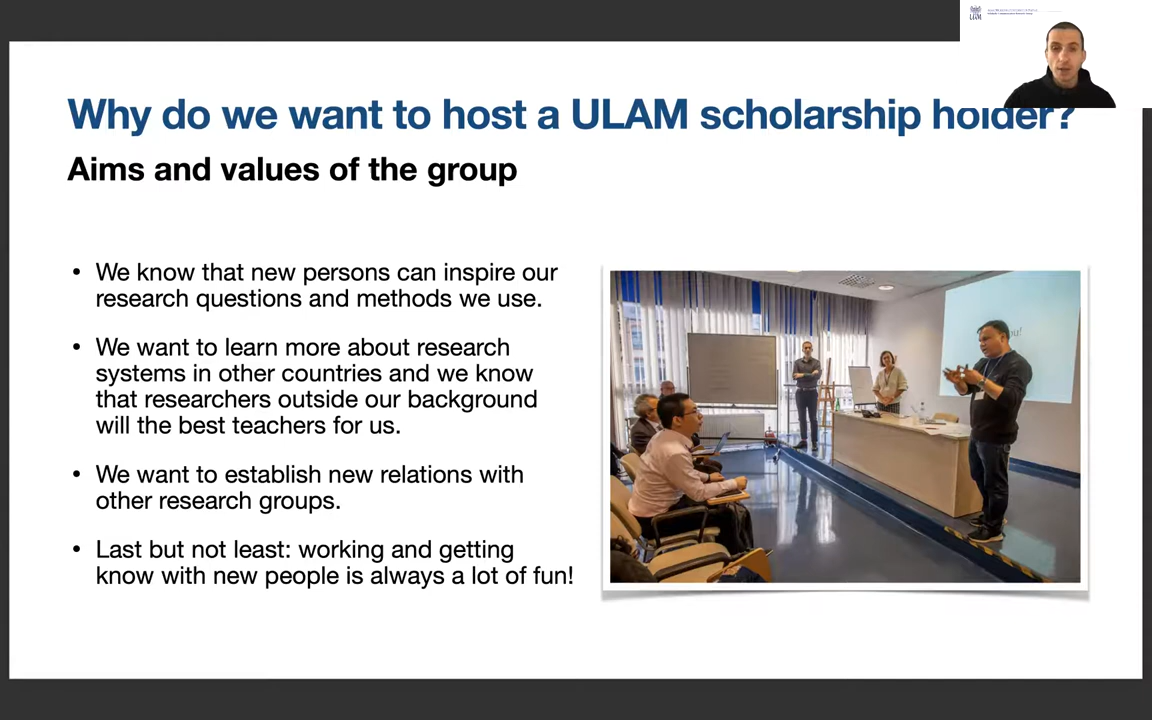 Why do we want to host a ULAM scholarship holder?
Aims and values of the group
• We know that new persons can inspire our
research questions and methods we use.
• We want to learn more about research
systems in other countries and we know
that researchers outside our background
will the best teachers for us.
• We want to establish new relations with
other research groups.
• Last but not least: working and getting
know with new people is always a lot of fun!